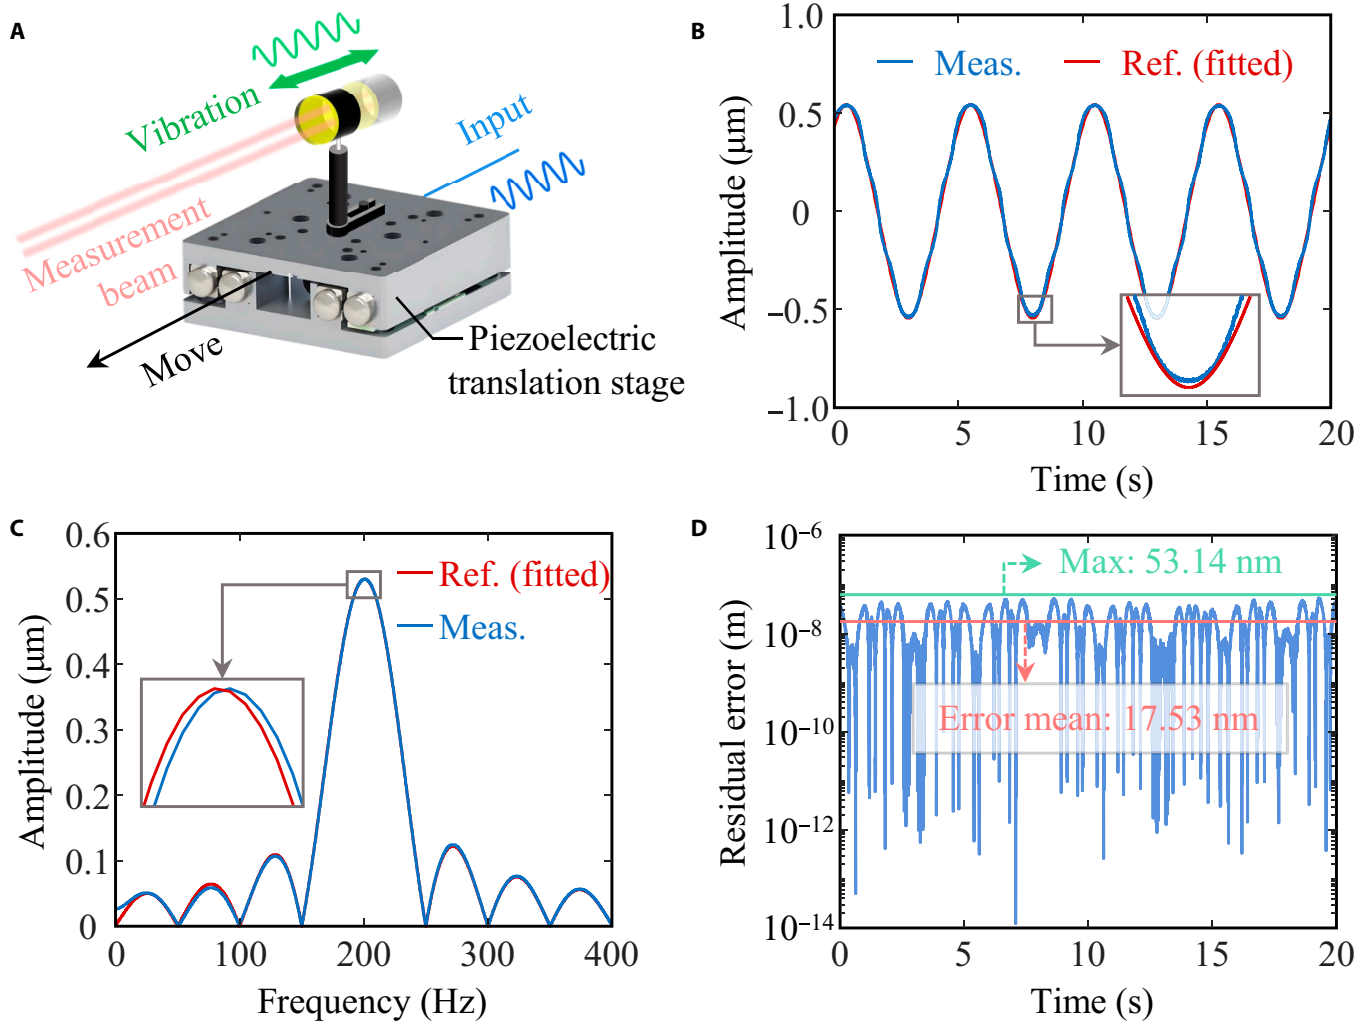 A
Vibration
Input
Measurement
beam
Move
Piezoelectric
translation stage
B
Meas.
Ref. (fitted)
Amplitude (μm)
1.0
0.5
0
−0.5
−1.0
0
5
10
15
20
Time (s)
C
Ref. (fitted)
Meas.
Amplitude (μm)
0.6
0.5
0.4
0.3
0.2
0.1
0
0
100
200
300
400
Frequency (Hz)
D
Max: 53.14 nm
Error mean: 17.53 nm
Residual error (m)
10⁻⁶
10⁻⁸
10⁻¹⁰
10⁻¹²
10⁻¹⁴
0
5
10
15
20
Time (s)